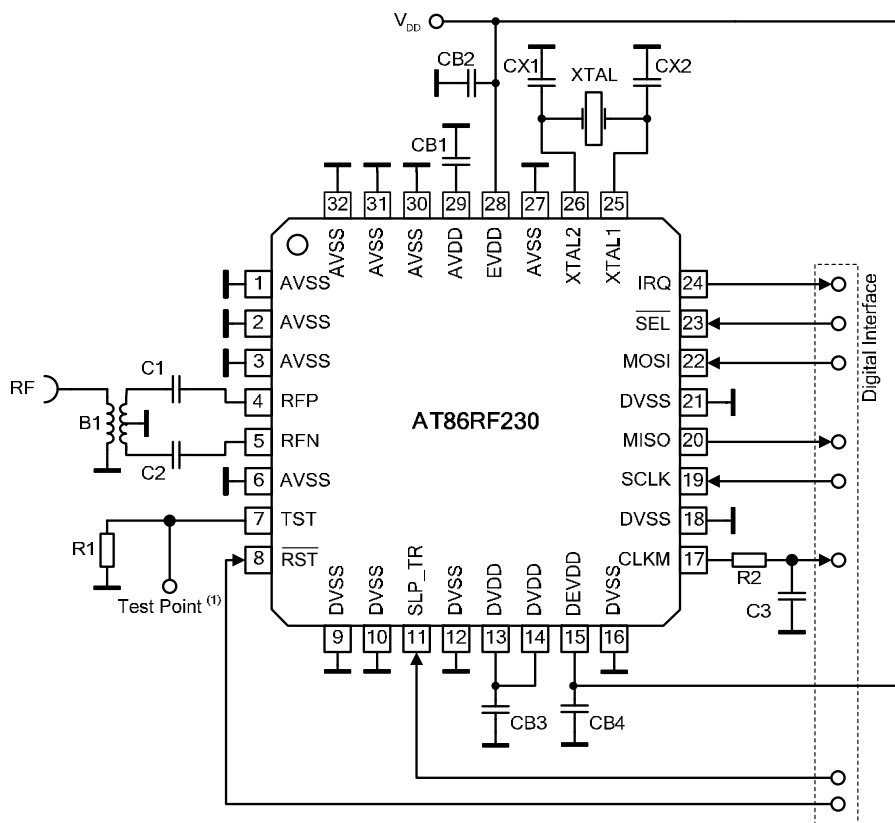 VDD
CB2
CX1
XTAL
CX2
CB1
32
31
30
29
28
27
26
25
AVSS
AVSS
AVSS
AVDD
EVDD
AVSS
XTAL2
XTAL1
1
AVSS
2
AVSS
3
AVSS
4
RFP
5
RFN
6
AVSS
7
TST
8
RST
RF
B1
C1
C2
R1
Test Point (1)
AT86RF230
IRQ
24
SEL
23
MOSI
22
DVSS
21
MISO
20
SCLK
19
DVSS
18
CLKM
17
R2
C3
Digital Interface
DVSS
DVSS
SLP_TR
DVSS
DVDD
DVDD
DEVDD
DVSS
9
10
11
12
13
14
15
16
CB3
CB4